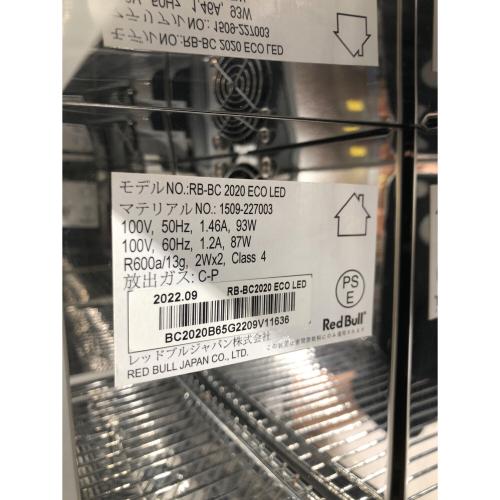 モデルNO.:RB-BC 2020 ECO LED
マテリアルNO.: 1509-227003
100V, 50Hz, 1.46A, 93W
100V, 60Hz, 1.2A, 87W
R600a/13g, 2Wx2, Class 4
放出ガス: C-P
2022.09 RB-BC2020 ECO LED
BC2020B65G2209V11636
レッドブルジャパン株式会社
RED BULL JAPAN CO., LTD.
PS
E
Red Bull